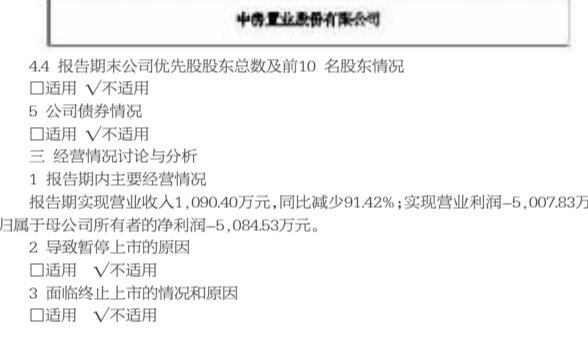 中房置业股份有限公司
4.4 报告期末公司优先股股东总数及前10 名股东情况
□适用 √不适用
5 公司债券情况
□适用 √不适用
三 经营情况讨论与分析
1 报告期内主要经营情况
报告期实现营业收入1,090.40万元,同比减少91.42%;实现营业利润-5,007.83万
归属于母公司所有者的净利润-5,084.53万元。
2 导致暂停上市的原因
□适用 √不适用
3 面临终止上市的情况和原因
□适用 √不适用